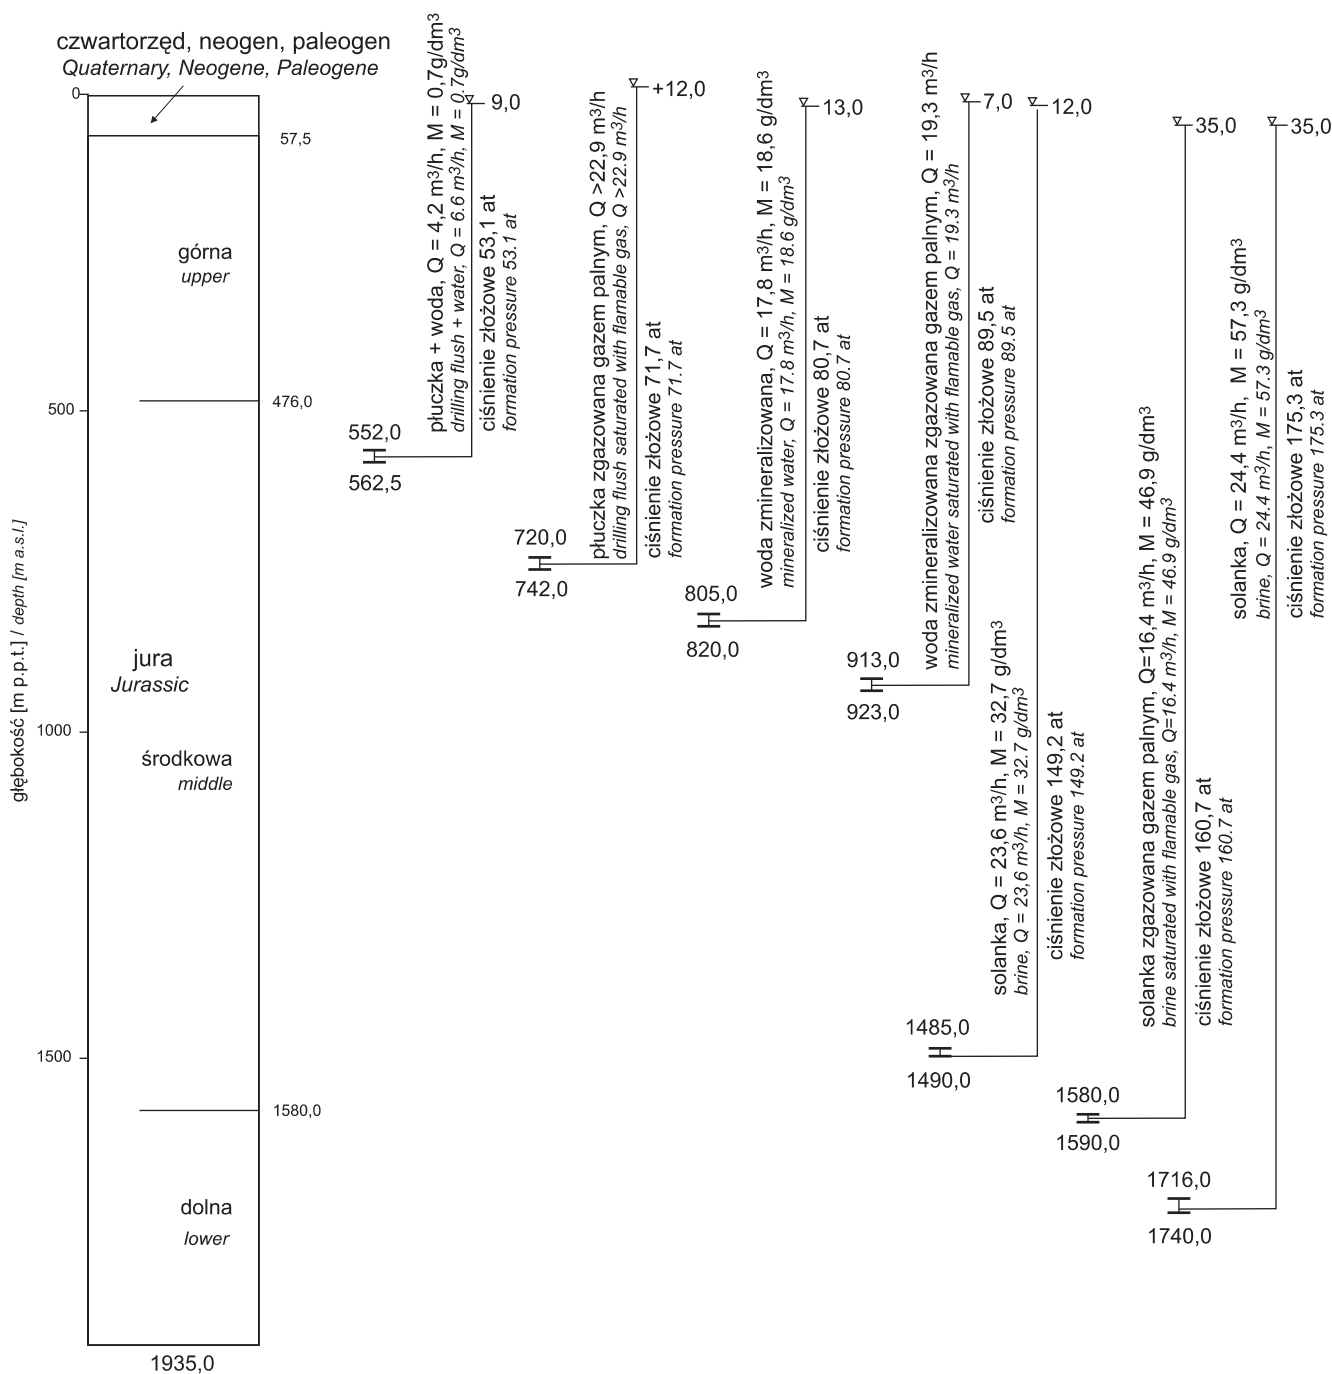 czwartorzęd, neogen, paleogen
Quaternary, Neogene, Paleogene
0
57,5
górna
upper
476,0
500
jura
Jurassic
1000
środkowa
middle
1500
1580,0
dolna
lower
1935,0
głębokość [m p.p.t.] / depth [m a.s.l.]
9,0
płuczka + woda, Q = 4,2 m³/h, M = 0,7g/dm³
drilling flush + water, Q = 6.6 m³/h, M = 0.7g/dm³
ciśnienie złożowe 53,1 at
formation pressure 53.1 at
552,0
562,5
+12,0
płuczka zgazowana gazem palnym, Q >22,9 m³/h
drilling flush saturated with flamable gas, Q >22.9 m³/h
ciśnienie złożowe 71,7 at
formation pressure 71.7 at
720,0
742,0
13,0
woda zmineralizowana, Q = 17,8 m³/h, M = 18,6 g/dm³
mineralized water, Q = 17.8 m³/h, M = 18.6 g/dm³
ciśnienie złożowe 80,7 at
formation pressure 80.7 at
805,0
820,0
7,0
woda zmineralizowana zgazowana gazem palnym, Q = 19,3 m³/h
mineralized water saturated with flamable gas, Q = 19.3 m³/h
ciśnienie złożowe 89,5 at
formation pressure 89.5 at
913,0
923,0
12,0
solanka, Q = 23,6 m³/h, M = 32,7 g/dm³
brine, Q = 23,6 m³/h, M = 32.7 g/dm³
ciśnienie złożowe 149,2 at
formation pressure 149.2 at
1485,0
1490,0
35,0
solanka zgazowana gazem palnym, Q=16,4 m³/h, M = 46,9 g/dm³
brine saturated with flamable gas, Q=16.4 m³/h, M = 46.9 g/dm³
ciśnienie złożowe 160,7 at
formation pressure 160.7 at
1580,0
1590,0
35,0
solanka, Q = 24,4 m³/h, M = 57,3 g/dm³
brine, Q = 24.4 m³/h, M = 57.3 g/dm³
ciśnienie złożowe 175,3 at
formation pressure 175.3 at
1716,0
1740,0